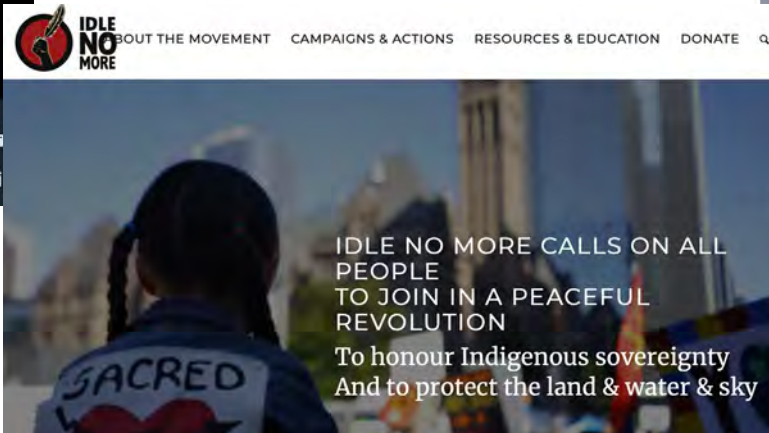 IDLE
NO
MORE
BOUT THE MOVEMENT CAMPAIGNS & ACTIONS RESOURCES & EDUCATION DONATE
IDLE NO MORE CALLS ON ALL
PEOPLE
TO JOIN IN A PEACEFUL
REVOLUTION
To honour Indigenous sovereignty
And to protect the land & water & sky
SACRED